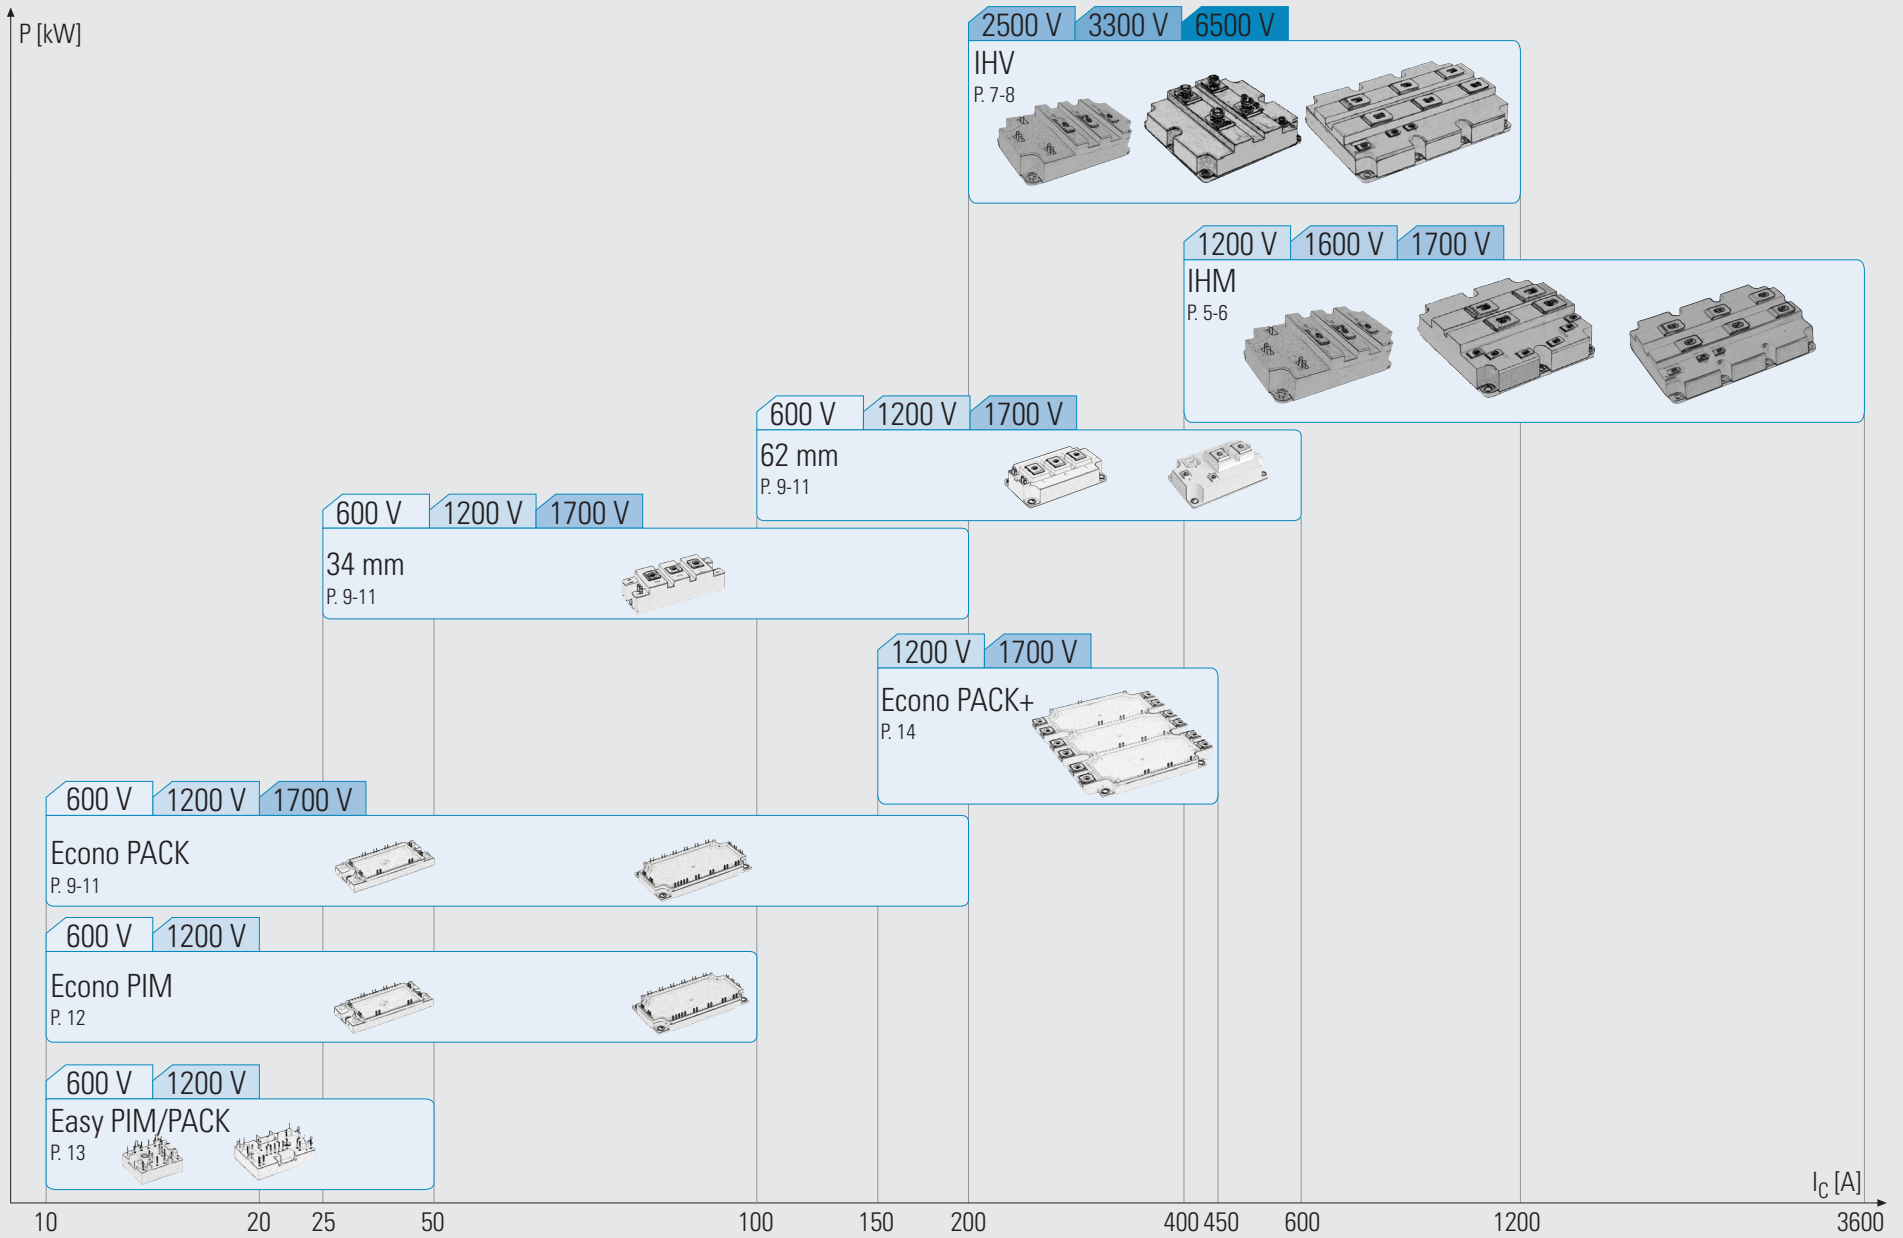 P [kW]
2500 V 3300 V 6500 V
IHV
P. 7-8
1200 V 1600 V 1700 V
IHM
P. 5-6
600 V 1200 V 1700 V
62 mm
P. 9-11
600 V 1200 V 1700 V
34 mm
P. 9-11
1200 V 1700 V
Econo PACK+
P. 14
600 V 1200 V 1700 V
Econo PACK
P. 9-11
600 V 1200 V
Econo PIM
P. 12
600 V 1200 V
Easy PIM/PACK
P. 13
I_C [A]
10 20 25 50 100 150 200 400 450 600 1200 3600